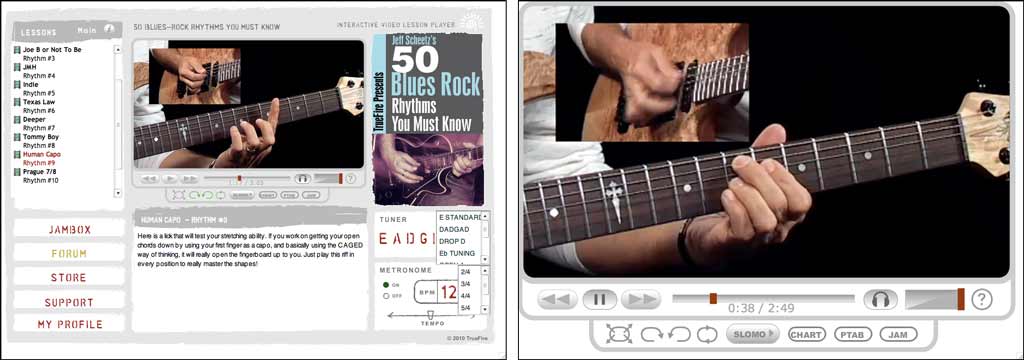 LESSONS Main
50 BLUES-ROCK RHYTHMS YOU MUST KNOW
INTERACTIVE VIDEO LESSON PLAYER
Joe B or Not To Be
Rhythm #3
JMH
Rhythm #4
Indie
Rhythm #5
Texas Law
Rhythm #6
Deeper
Rhythm #7
Tommy Boy
Rhythm #8
Human Capo
Rhythm #9
Prague 7/8
Rhythm #10
TrueFire Presents
Jeff Scheetz's
50
Blues Rock
Rhythms
You Must Know
?
SLOMO CHART PTAB JAM
JAMBOX
FORUM
STORE
SUPPORT
MY PROFILE
HUMAN CAPO - RHYTHM #9
Here is a lick that will test your stretching ability. If you work on getting your open
chords down by using your first finger as a capo, and basically using the CAGED
way of thinking, it will really open the fingerboard up to you. Just play this riff in
every position to really master the shapes!
TUNER
E A D G
E STANDARD
DADGAD
DROP D
Eb TUNING
METRONOME
ON
OFF
BPM 12
2/4
3/4
4/4
5/4
TEMPO
© 2010 TrueFire
0:38 / 2:49
?
SLOMO CHART PTAB JAM